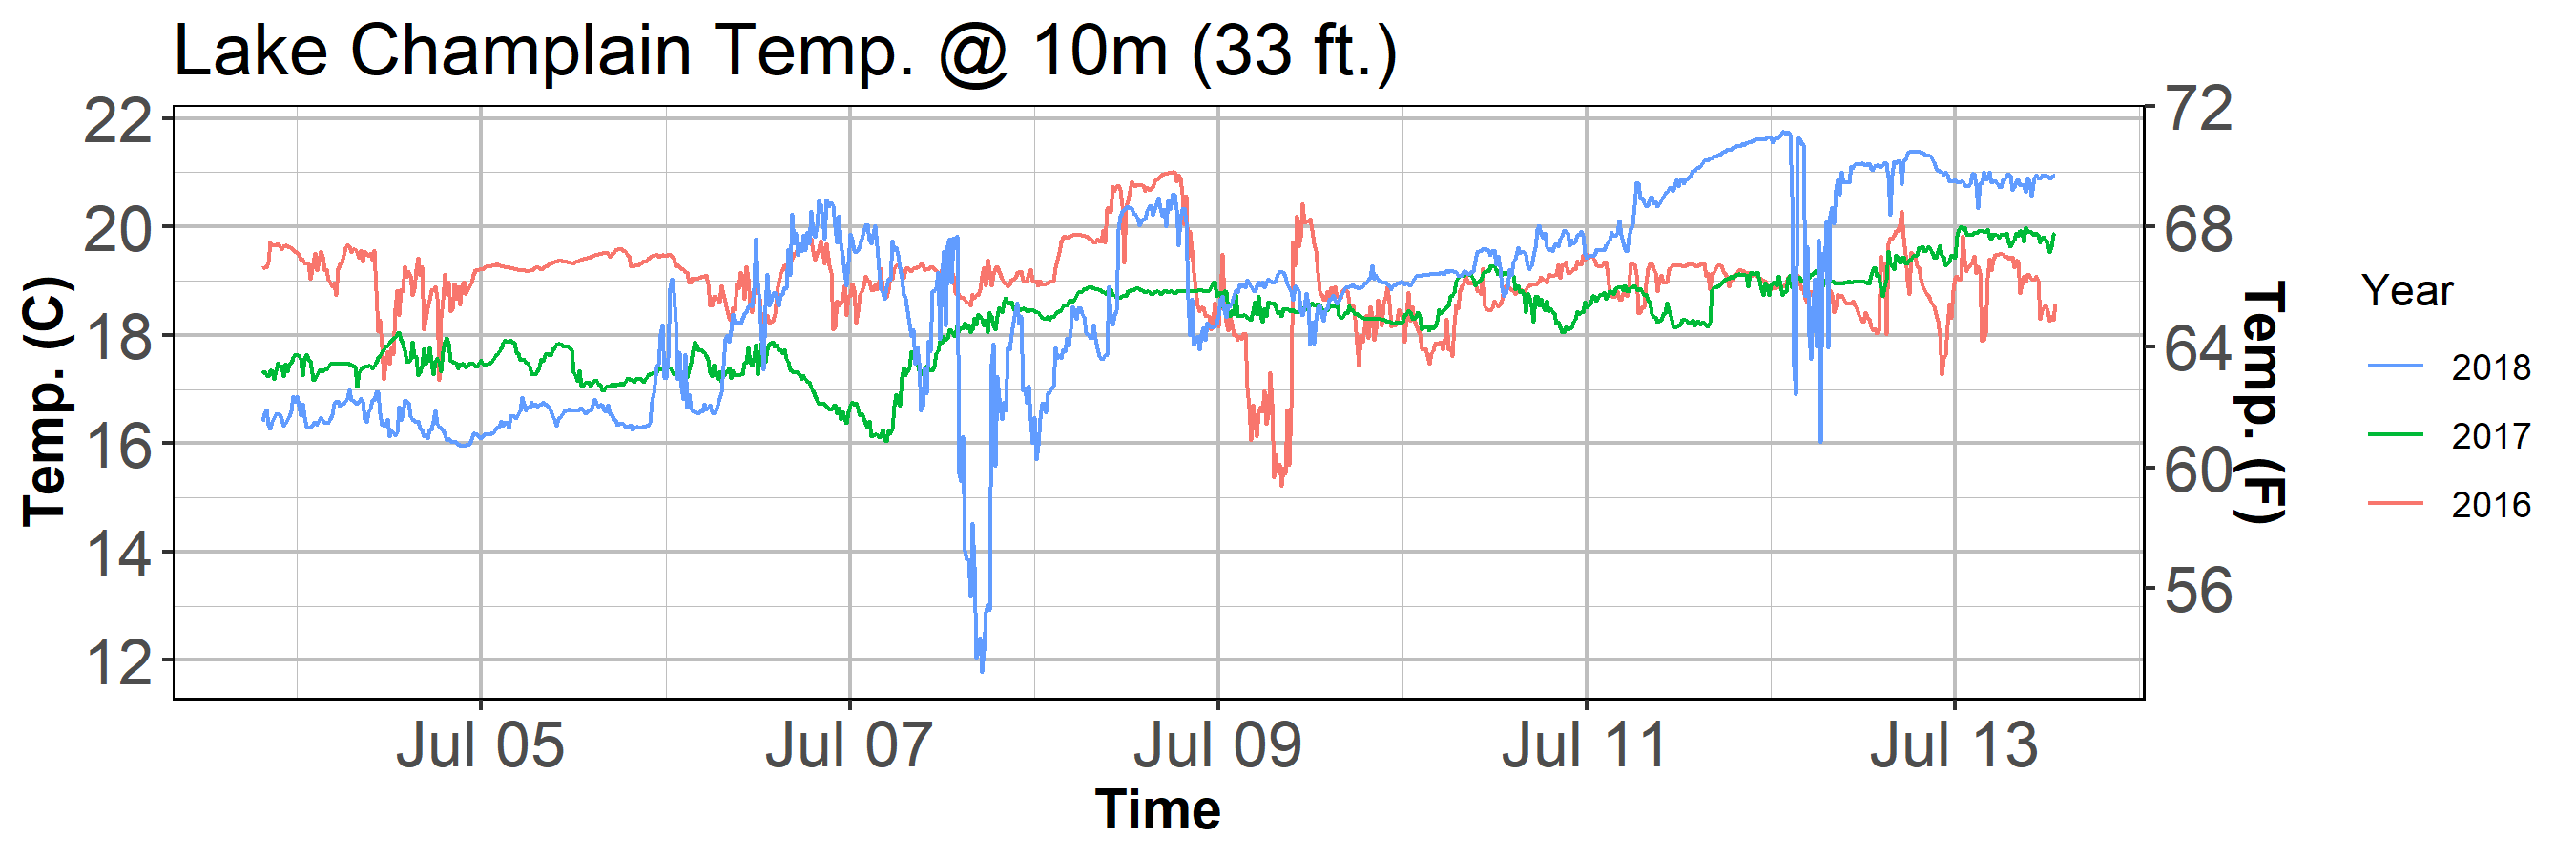 Lake Champlain Temp. @ 10m (33 ft.)
22
20
18
16
14
12
Temp. (C)
72
68
64
60
56
Temp. (F)
Jul 05
Jul 07
Jul 09
Jul 11
Jul 13
Time
Year
2018
2017
2016